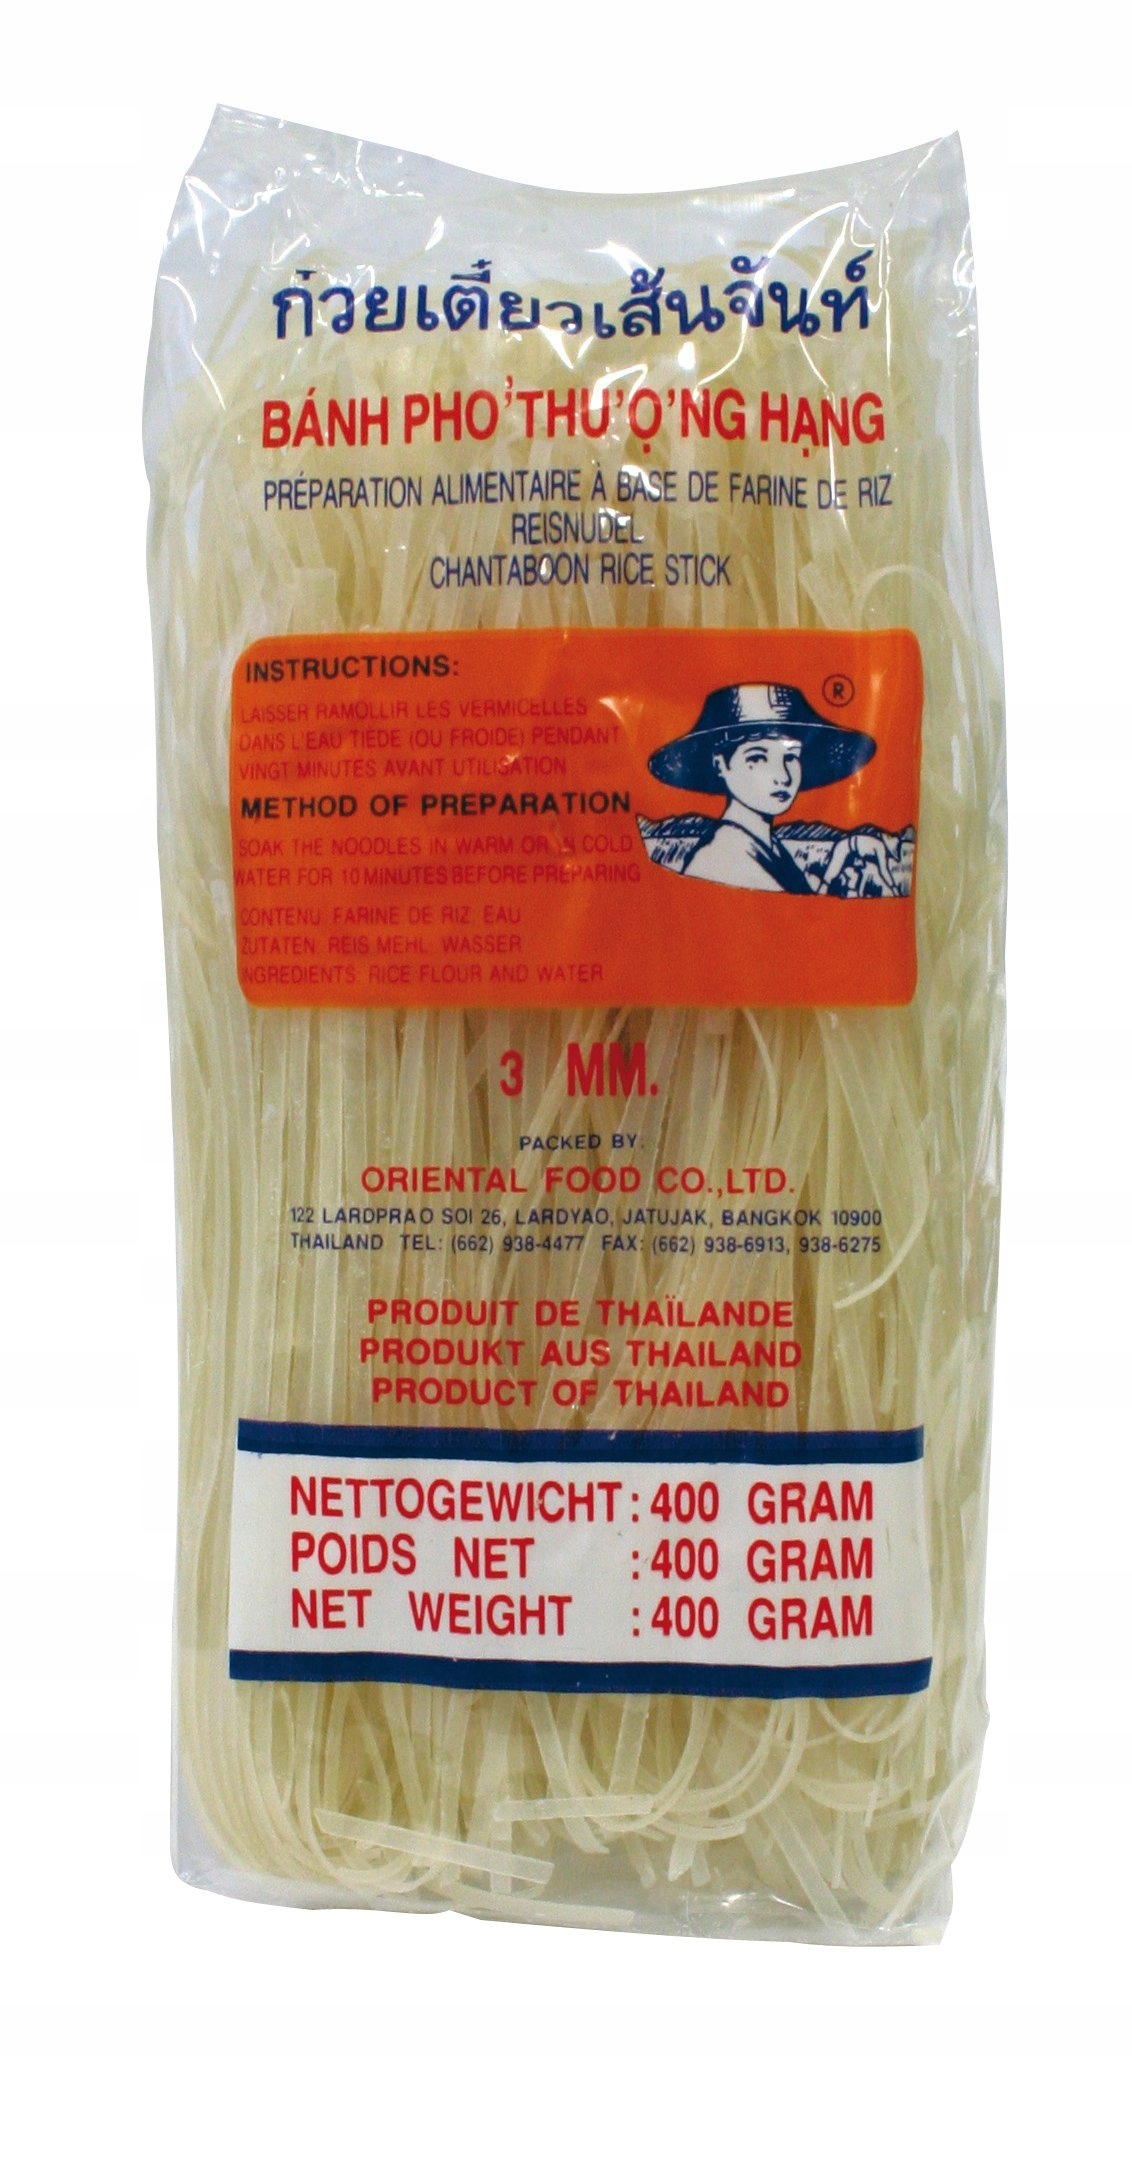 ก๋วยเตี๋ยวเส้นจันท์
BÁNH PHO'THU'Ọ'NG HẠNG
PRÉPARATION ALIMENTAIRE À BASE DE FARINE DE RIZ
REISNUDEL
CHANTABOON RICE STICK
INSTRUCTIONS:
LAISSER RAMOLLIR LES VERMICELLES
DANS L'EAU TIÈDE (OU FROIDE) PENDANT
VINGT MINUTES AVANT UTILISATION
METHOD OF PREPARATION
SOAK THE NOODLES IN WARM OR IN COLD
WATER FOR 10 MINUTES BEFORE PREPARING
CONTENU: FARINE DE RIZ, EAU
ZUTATEN: REIS MEHL, WASSER
INGREDIENTS: RICE FLOUR AND WATER
®
3 MM.
PACKED BY:
ORIENTAL FOOD CO.,LTD.
122 LARDPRAO SOI 26, LARDYAO, JATUJAK, BANGKOK 10900
THAILAND TEL: (662) 938-4477 FAX: (662) 938-6913, 938-6275
PRODUIT DE THAÏLANDE
PRODUKT AUS THAILAND
PRODUCT OF THAILAND
NETTOGEWICHT: 400 GRAM
POIDS NET : 400 GRAM
NET WEIGHT : 400 GRAM